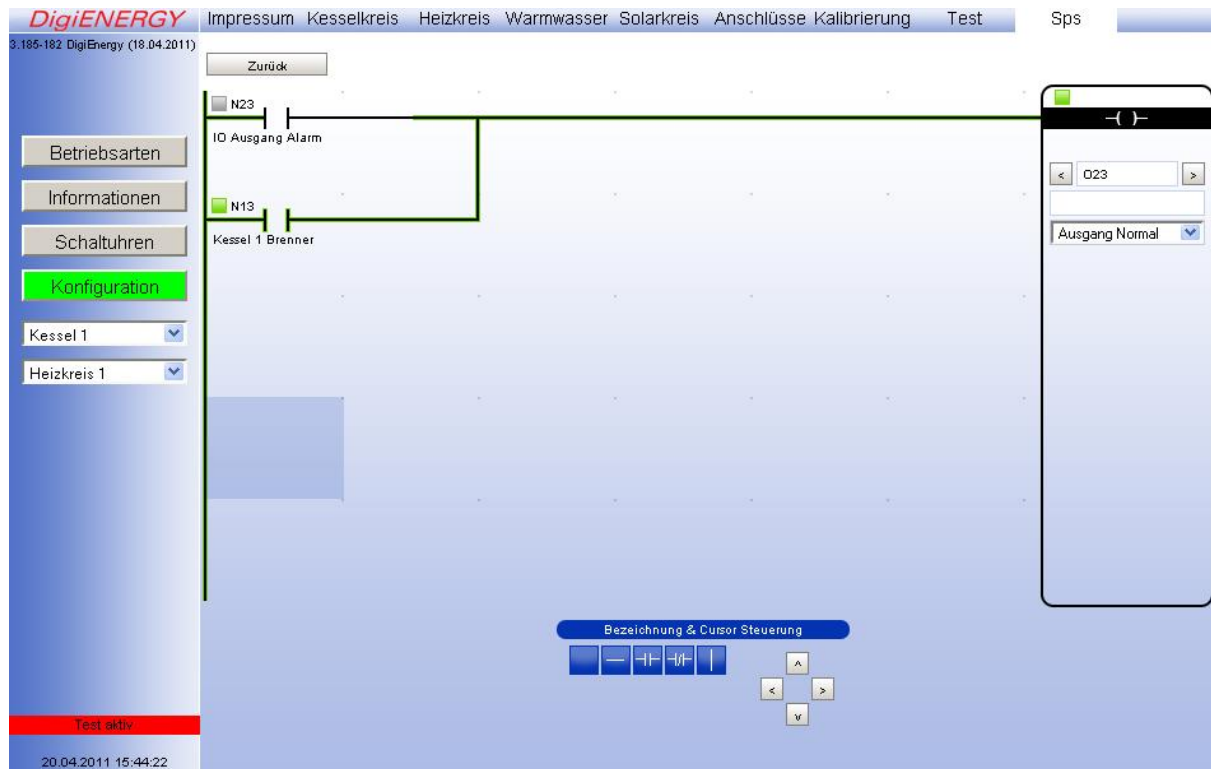 DigiENERGY
Impressum Kesselkreis Heizkreis Warmwasser Solarkreis Anschlüsse Kalibrierung Test Sps
3.185-182 DigiEnergy (18.04.2011)
Zurück
N23
IO Ausgang Alarm
N13
Kessel 1 Brenner
Betriebsarten
Informationen
Schaltuhren
Konfiguration
Kessel 1
Heizkreis 1
< O23 >
Ausgang Normal
Bezeichnung & Cursor Steuerung
Test aktiv
20.04.2011 15:44:22